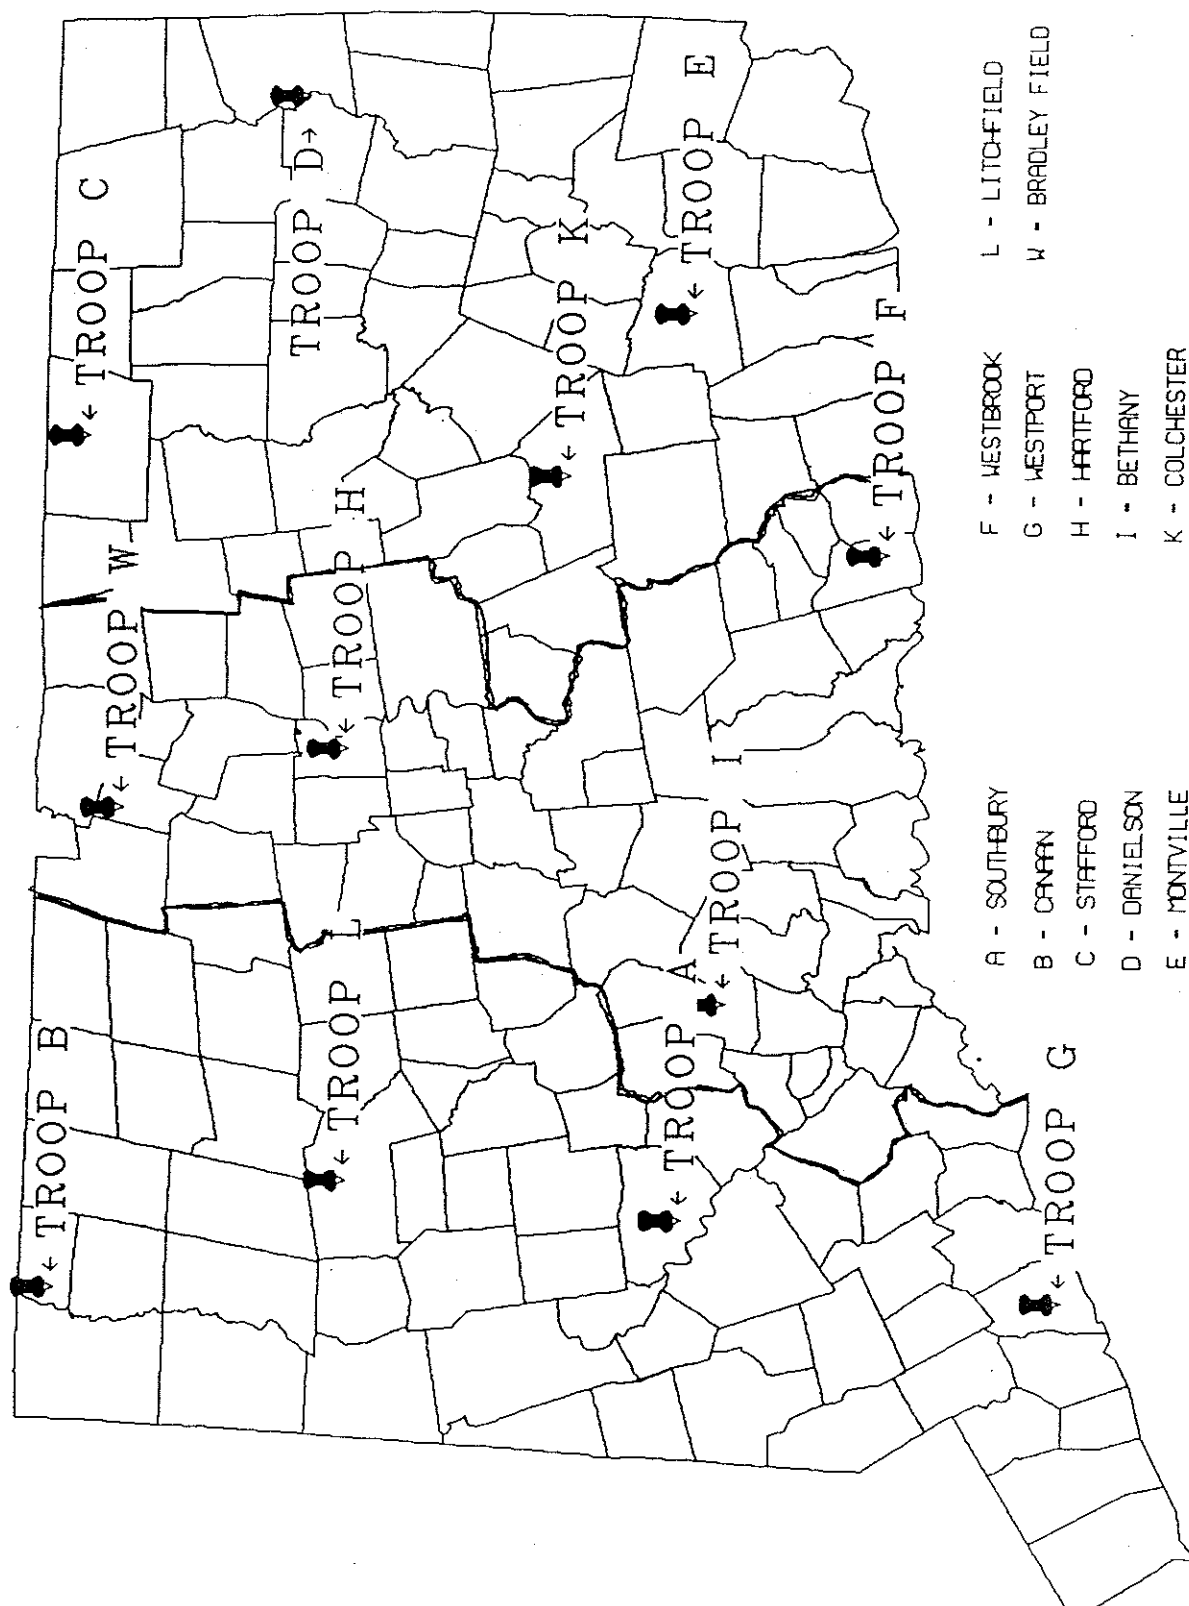 TROOP B
TROOP W
TROOP C
TROOP L
TROOP H
TROOP D→
TROOP A
TROOP I
TROOP K
TROOP E
TROOP G
TROOP F
A - SOUTHBURY
B - CANAAN
C - STAFFORD
D - DANIELSON
E - MONTVILLE
F - WESTBROOK
G - WESTPORT
H - HARTFORD
I - BETHANY
K - COLCHESTER
L - LITCHFIELD
W - BRADLEY FIELD